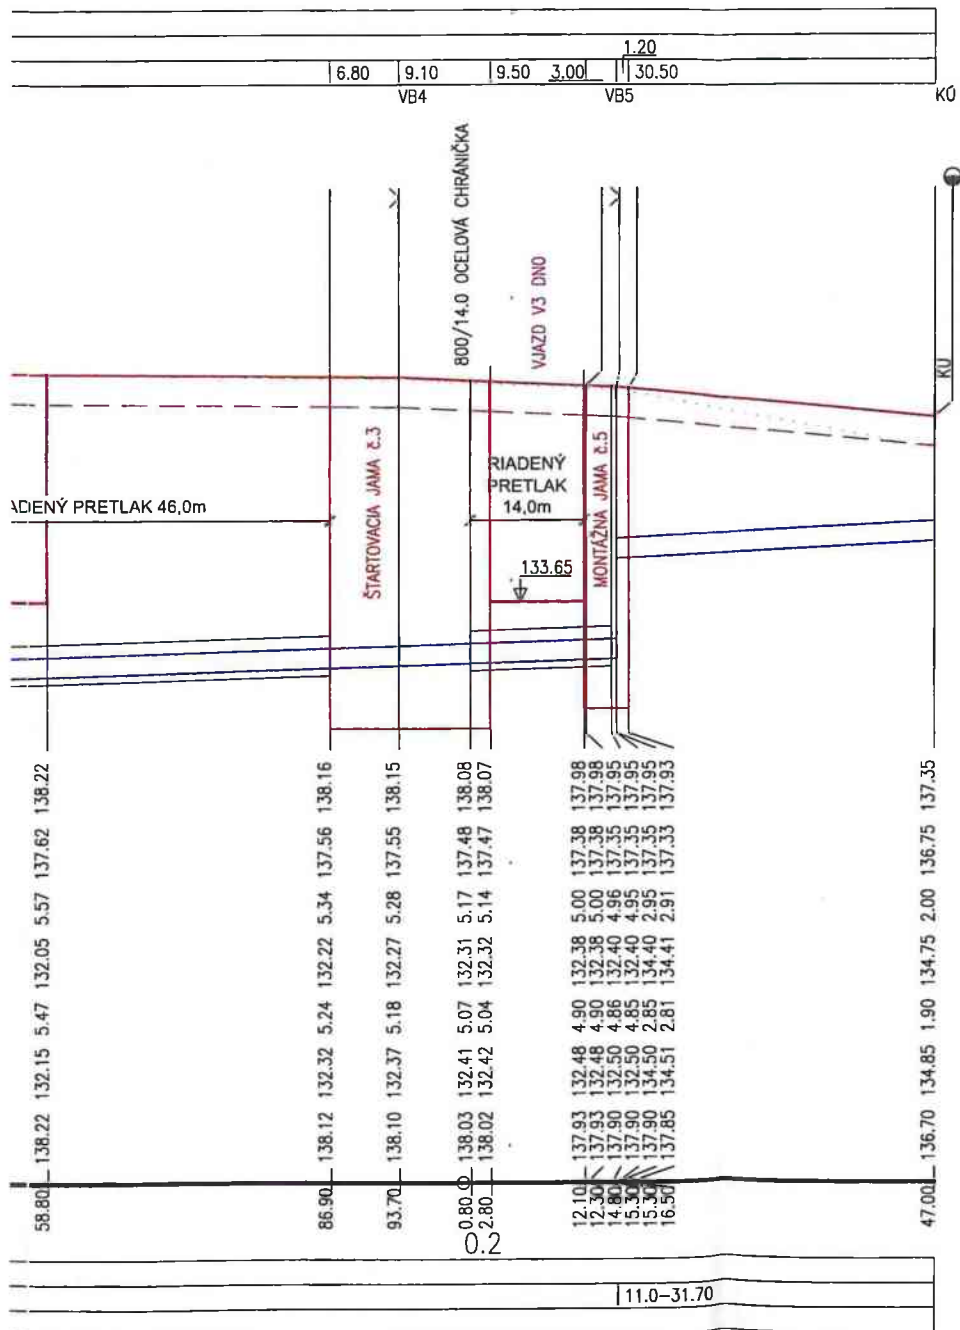 1.20
6.80 9.10 9.50 3.00 30.50
VB4 VB5 KÚ
800/14.0 OCELOVÁ CHRÁNIČKA
VJAZD V3 DNO
KÚ
ŠTARTOVACIA JAMA č.3
MONTÁŽNA JAMA č.5
RIADENÝ
PRETLAK
14,0m
ADENÝ PRETLAK 46,0m
133.65
58.80 138.22 132.15 5.47 132.05 5.57 137.62 138.22
86.90 138.12 132.32 5.24 132.22 5.34 137.56 138.16
93.70 138.10 132.37 5.18 132.27 5.28 137.55 138.15
0.80 138.03 132.41 5.07 132.31 5.17 137.48 138.08
2.80 138.02 132.42 5.04 132.32 5.14 137.47 138.07
12.10 137.93 132.48 4.90 132.38 5.00 137.38 137.98
12.30 137.93 132.48 4.90 132.38 5.00 137.38 137.98
14.80 137.90 132.50 4.86 132.40 4.96 137.35 137.95
15.30 137.90 132.50 4.85 132.40 4.95 137.35 137.95
15.30 137.90 134.50 2.85 134.40 2.95 137.35 137.95
16.50 137.85 134.51 2.81 134.41 2.91 137.33 137.93
47.00 136.70 134.85 1.90 134.75 2.00 136.75 137.35
0.2
11.0-31.70